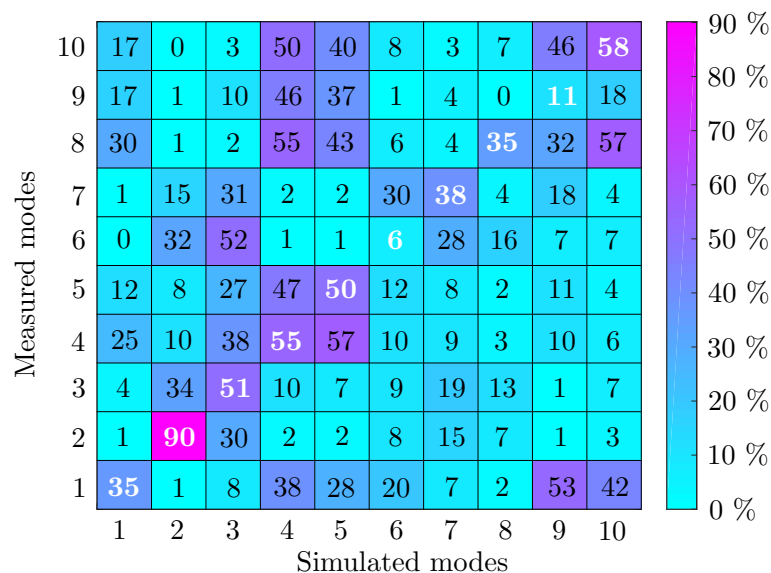 10 17 0 3 50 40 8 3 7 46 58
9 17 1 10 46 37 1 4 0 11 18
8 30 1 2 55 43 6 4 35 32 57
7 1 15 31 2 2 30 38 4 18 4
6 0 32 52 1 1 6 28 16 7 7
5 12 8 27 47 50 12 8 2 11 4
4 25 10 38 55 57 10 9 3 10 6
3 4 34 51 10 7 9 19 13 1 7
2 1 90 30 2 2 8 15 7 1 3
1 35 1 8 38 28 20 7 2 53 42
1 2 3 4 5 6 7 8 9 10
Simulated modes
Measured modes
90 %
80 %
70 %
60 %
50 %
40 %
30 %
20 %
10 %
0 %